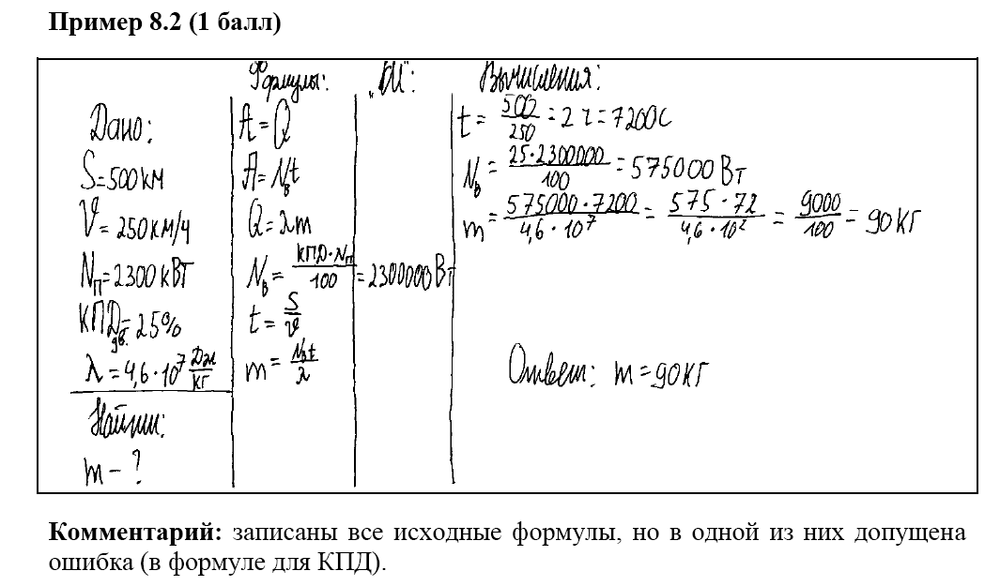 Пример 8.2 (1 балл)
Дано:
S=500км
V=250км/ч
Nп=2300кВт
КПДдв.=25%
λ=4,6·10⁷ Дж/кг
Найти:
m-?
Формулы:
A=Q
A=Nвt
Q=λm
Nв=КПД·Nп/100
t=S/V
m=Nвt/λ
"СИ":
=2300000Вт
Вычисления:
t=500/250=2ч=7200с
Nв=25·2300000/100=575000Вт
m=575000·7200/4,6·10⁷=575·72/4,6·10²=9000/100=90кг
Ответ: m=90кг
Комментарий: записаны все исходные формулы, но в одной из них допущена
ошибка (в формуле для КПД).